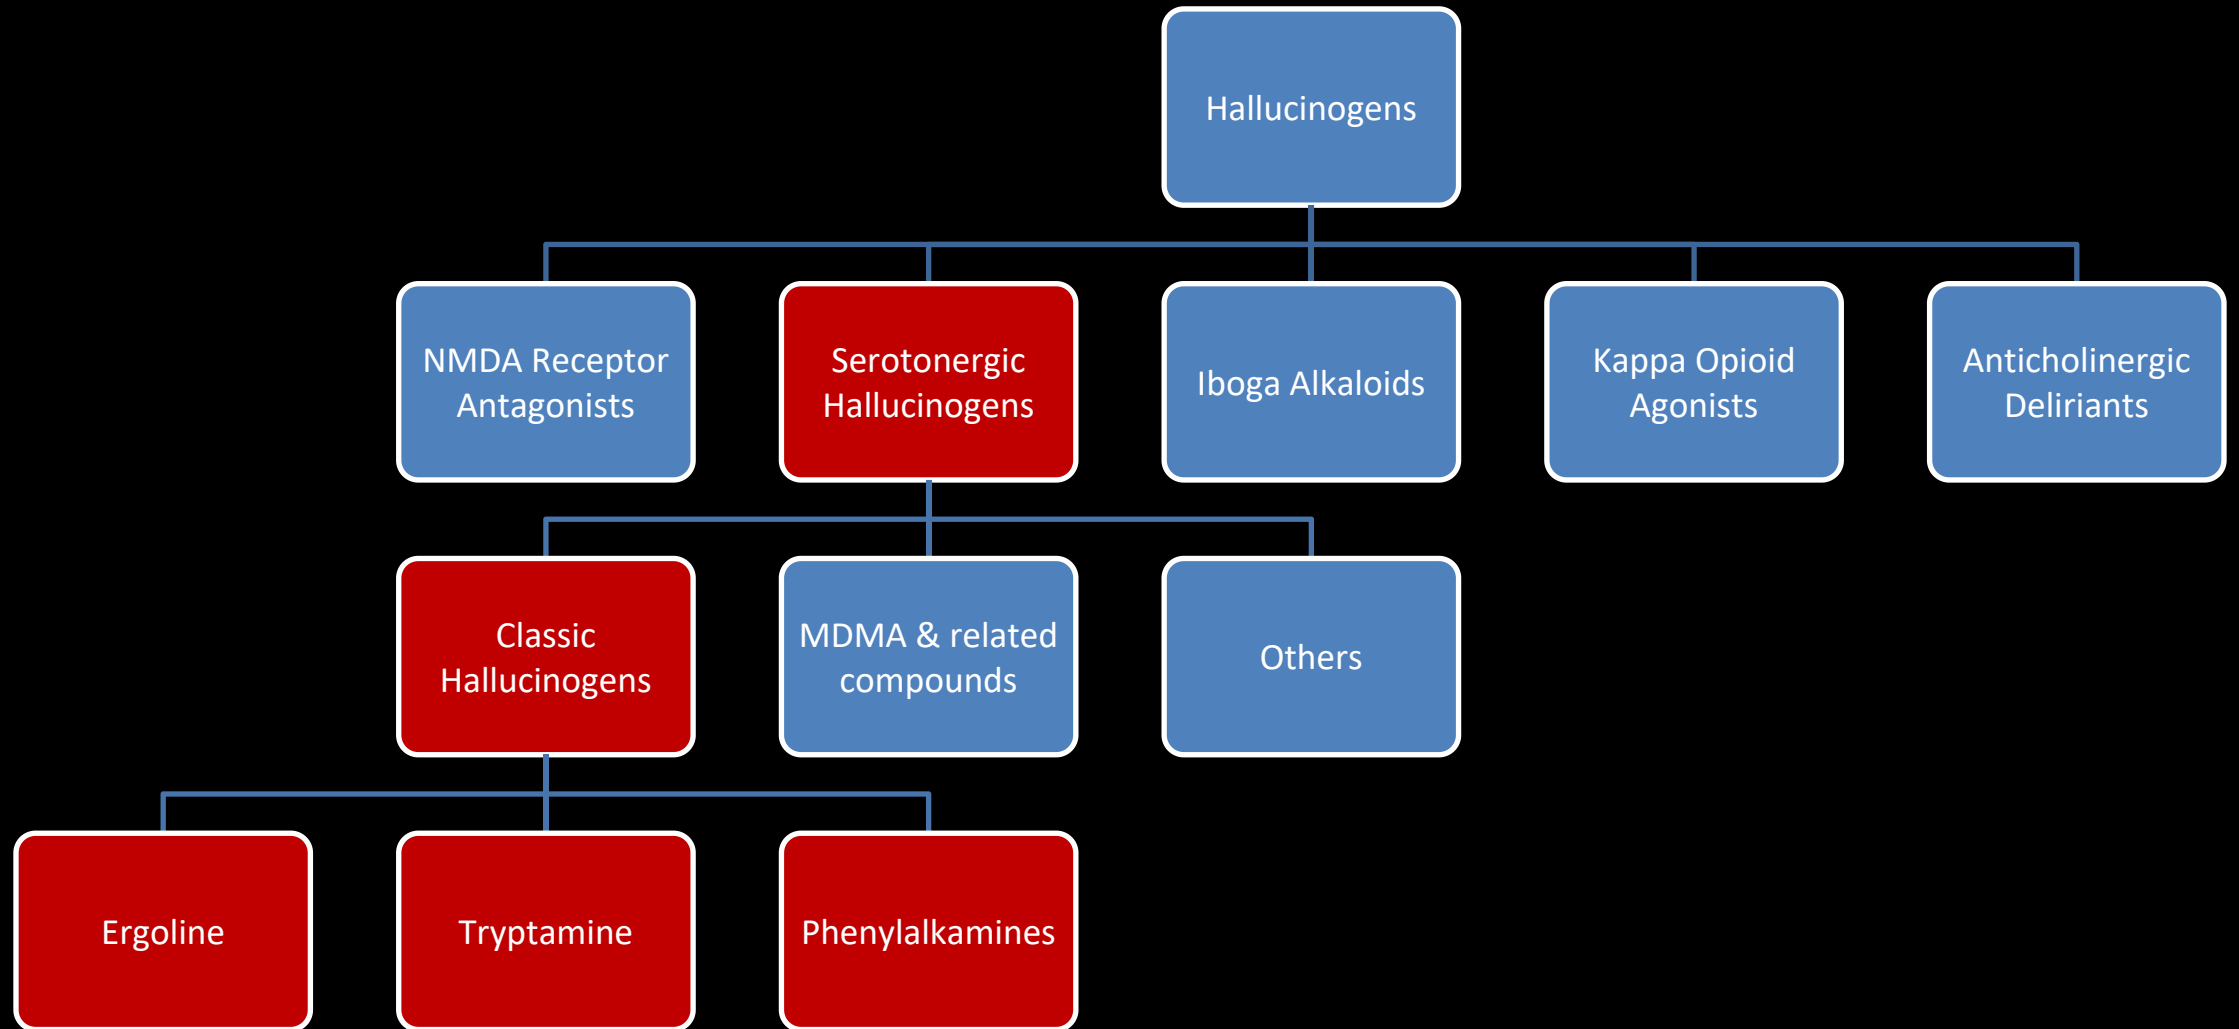 Hallucinogens
NMDA Receptor
Antagonists
Serotonergic
Hallucinogens
Iboga Alkaloids
Kappa Opioid
Agonists
Anticholinergic
Deliriants
Classic
Hallucinogens
MDMA & related
compounds
Others
Ergoline
Tryptamine
Phenylalkamines